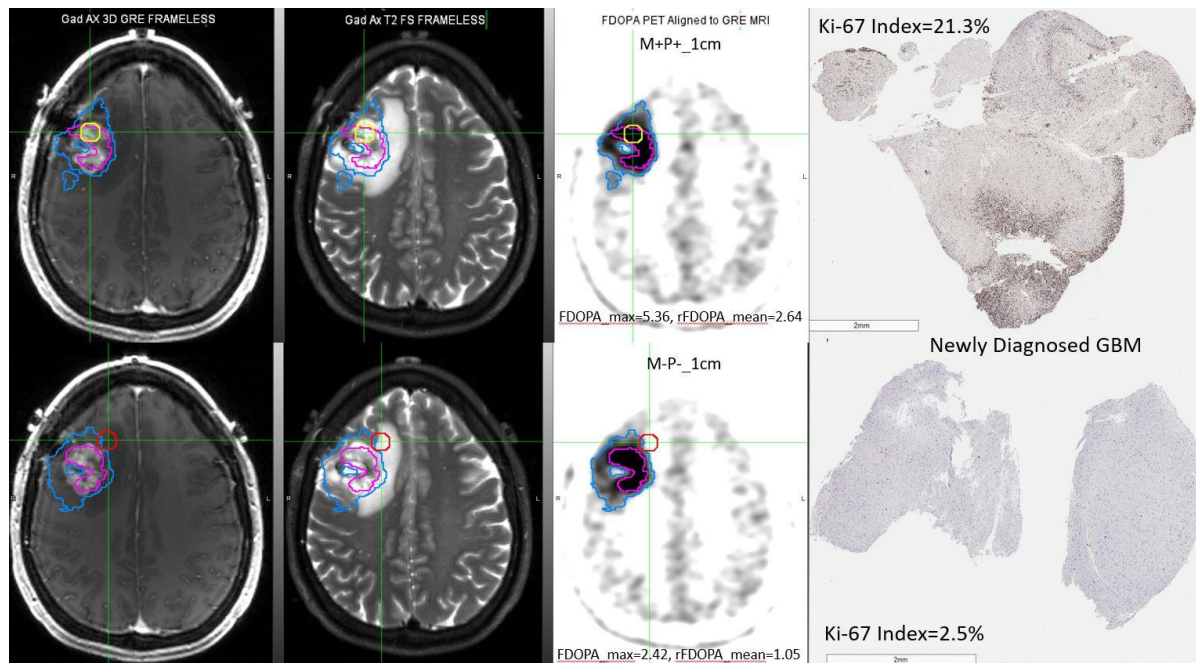 Gad AX 3D GRE FRAMELESS
Gad Ax T2 FS FRAMELESS
FDOPA PET Aligned to GRE MRI
M+P+_1cm
Ki-67 Index=21.3%
R
L
R
L
FDOPA_max=5.36, rFDOPA_mean=2.64
2mm
Newly Diagnosed GBM
M-P-_1cm
R
L
R
L
Ki-67 Index=2.5%
FDOPA_max=2.42, rFDOPA_mean=1.05
2mm